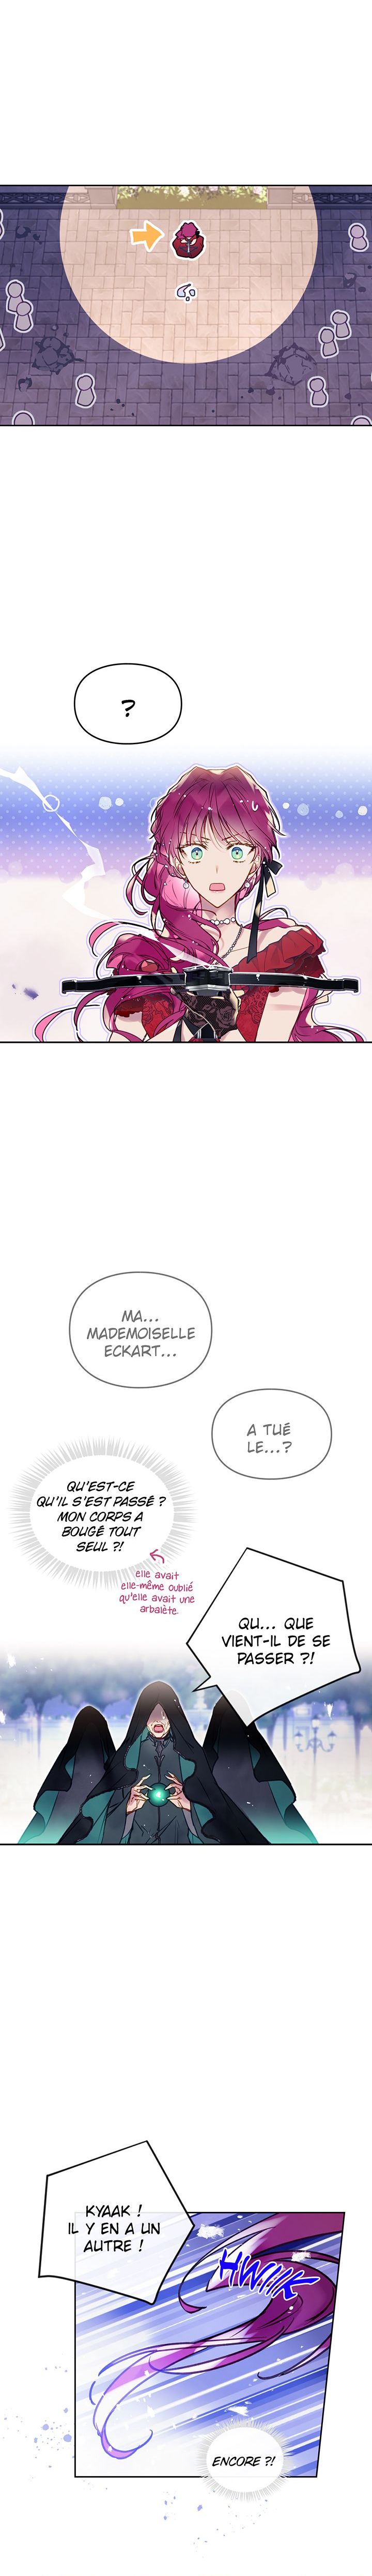 ?
MA...
MADEMOISELLE
ECKART...
A TUÉ
LE...?
QU'EST-CE
QU'IL S'EST PASSÉ ?
MON CORPS A
BOUGÉ TOUT
SEUL ?!
elle avait
elle-même oublié
qu'elle avait une
arbalète.
QU... QUE
VIENT-IL DE SE
PASSER ?!
KYAAK !
IL Y EN A UN
AUTRE !
HWIIK
ENCORE ?!